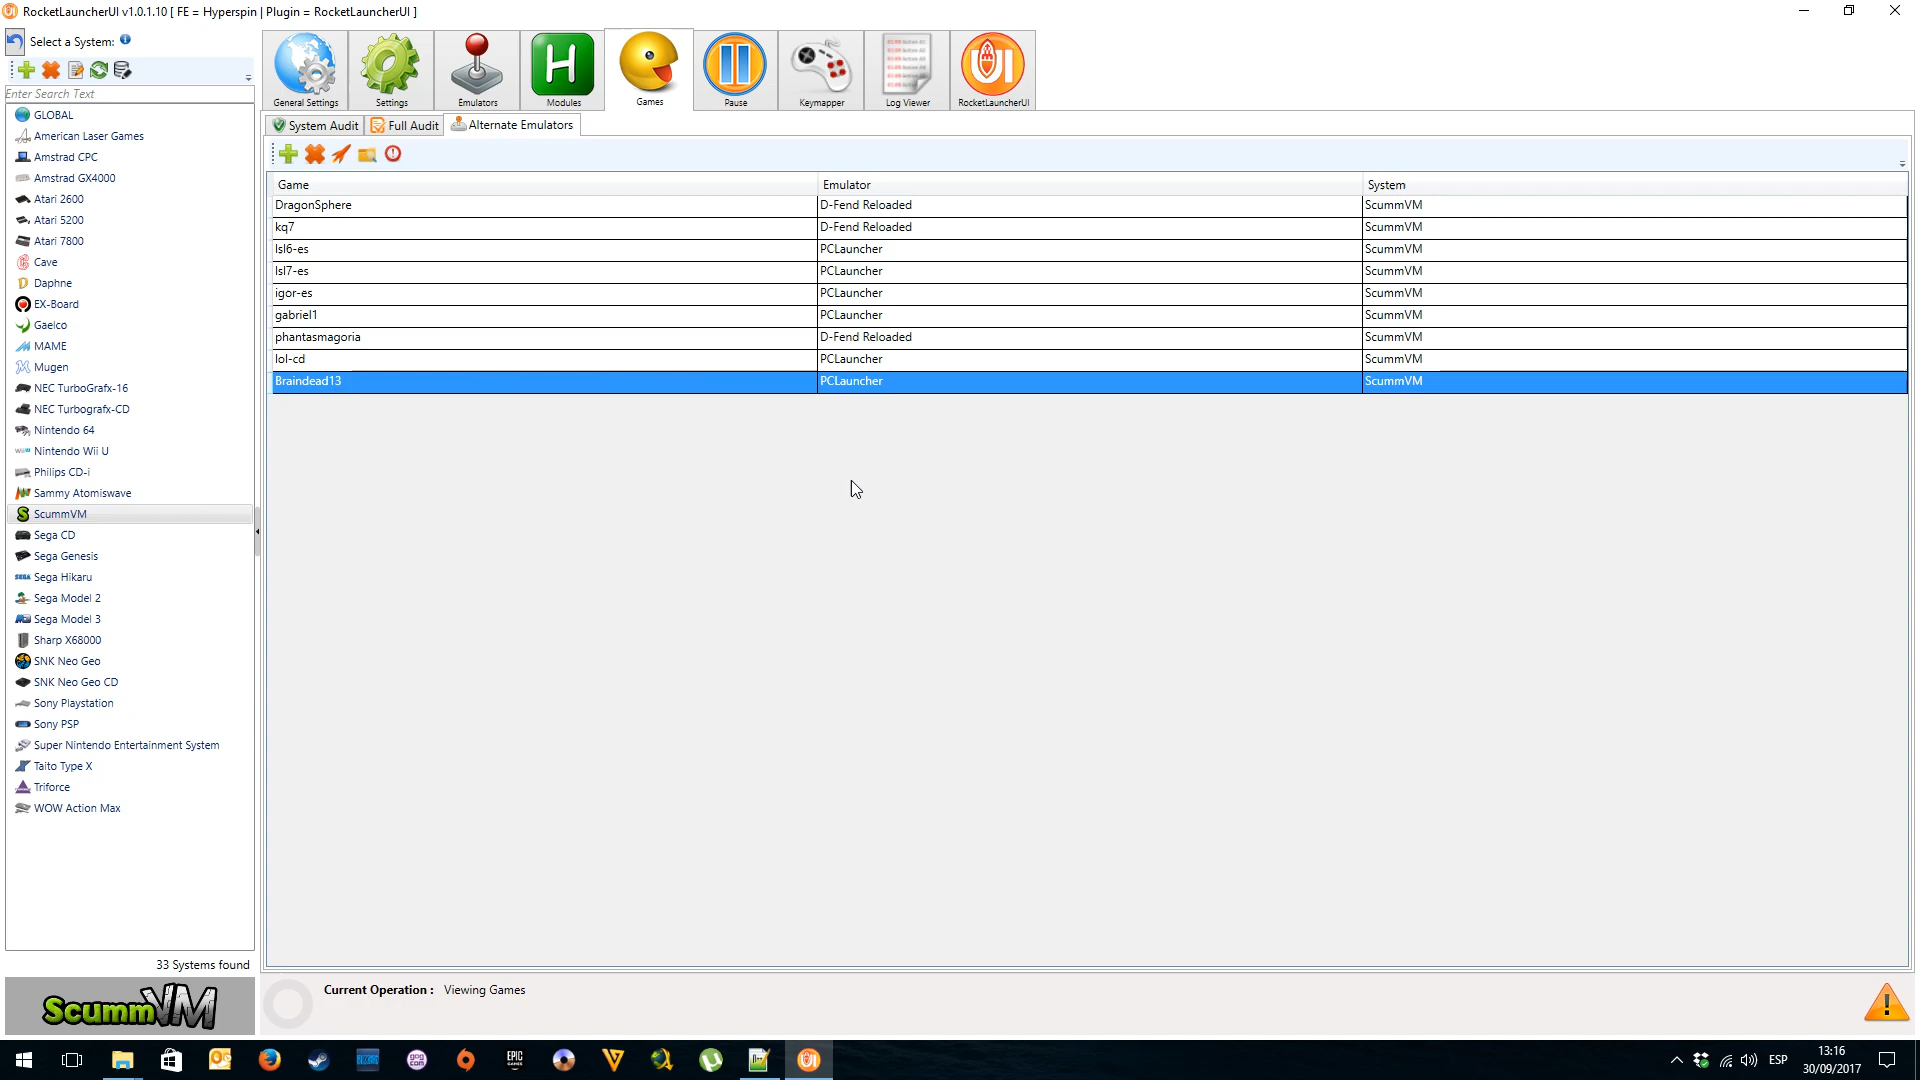 RocketLauncherUI v1.0.1.10 [ FE = Hyperspin | Plugin = RocketLauncherUI ]
Select a System:
Enter Search Text
GLOBAL
American Laser Games
Amstrad CPC
Amstrad GX4000
Atari 2600
Atari 5200
Atari 7800
Cave
Daphne
EX-Board
Gaelco
MAME
Mugen
NEC TurboGrafx-16
NEC Turbografx-CD
Nintendo 64
Nintendo Wii U
Philips CD-i
Sammy Atomiswave
ScummVM
Sega CD
Sega Genesis
Sega Hikaru
Sega Model 2
Sega Model 3
Sharp X68000
SNK Neo Geo
SNK Neo Geo CD
Sony Playstation
Sony PSP
Super Nintendo Entertainment System
Taito Type X
Triforce
WOW Action Max
33 Systems found
ScummVM
General Settings
Settings
Emulators
H
Modules
Games
Pause
Keymapper
Log Viewer
UI
RocketLauncherUI
System Audit
Full Audit
Alternate Emulators
Game Emulator System
DragonSphere D-Fend Reloaded ScummVM
kq7 D-Fend Reloaded ScummVM
lsl6-es PCLauncher ScummVM
lsl7-es PCLauncher ScummVM
igor-es PCLauncher ScummVM
gabriel1 PCLauncher ScummVM
phantasmagoria D-Fend Reloaded ScummVM
lol-cd PCLauncher ScummVM
Braindead13 PCLauncher ScummVM
Current Operation : Viewing Games
EPIC
ESP
13:16
30/09/2017